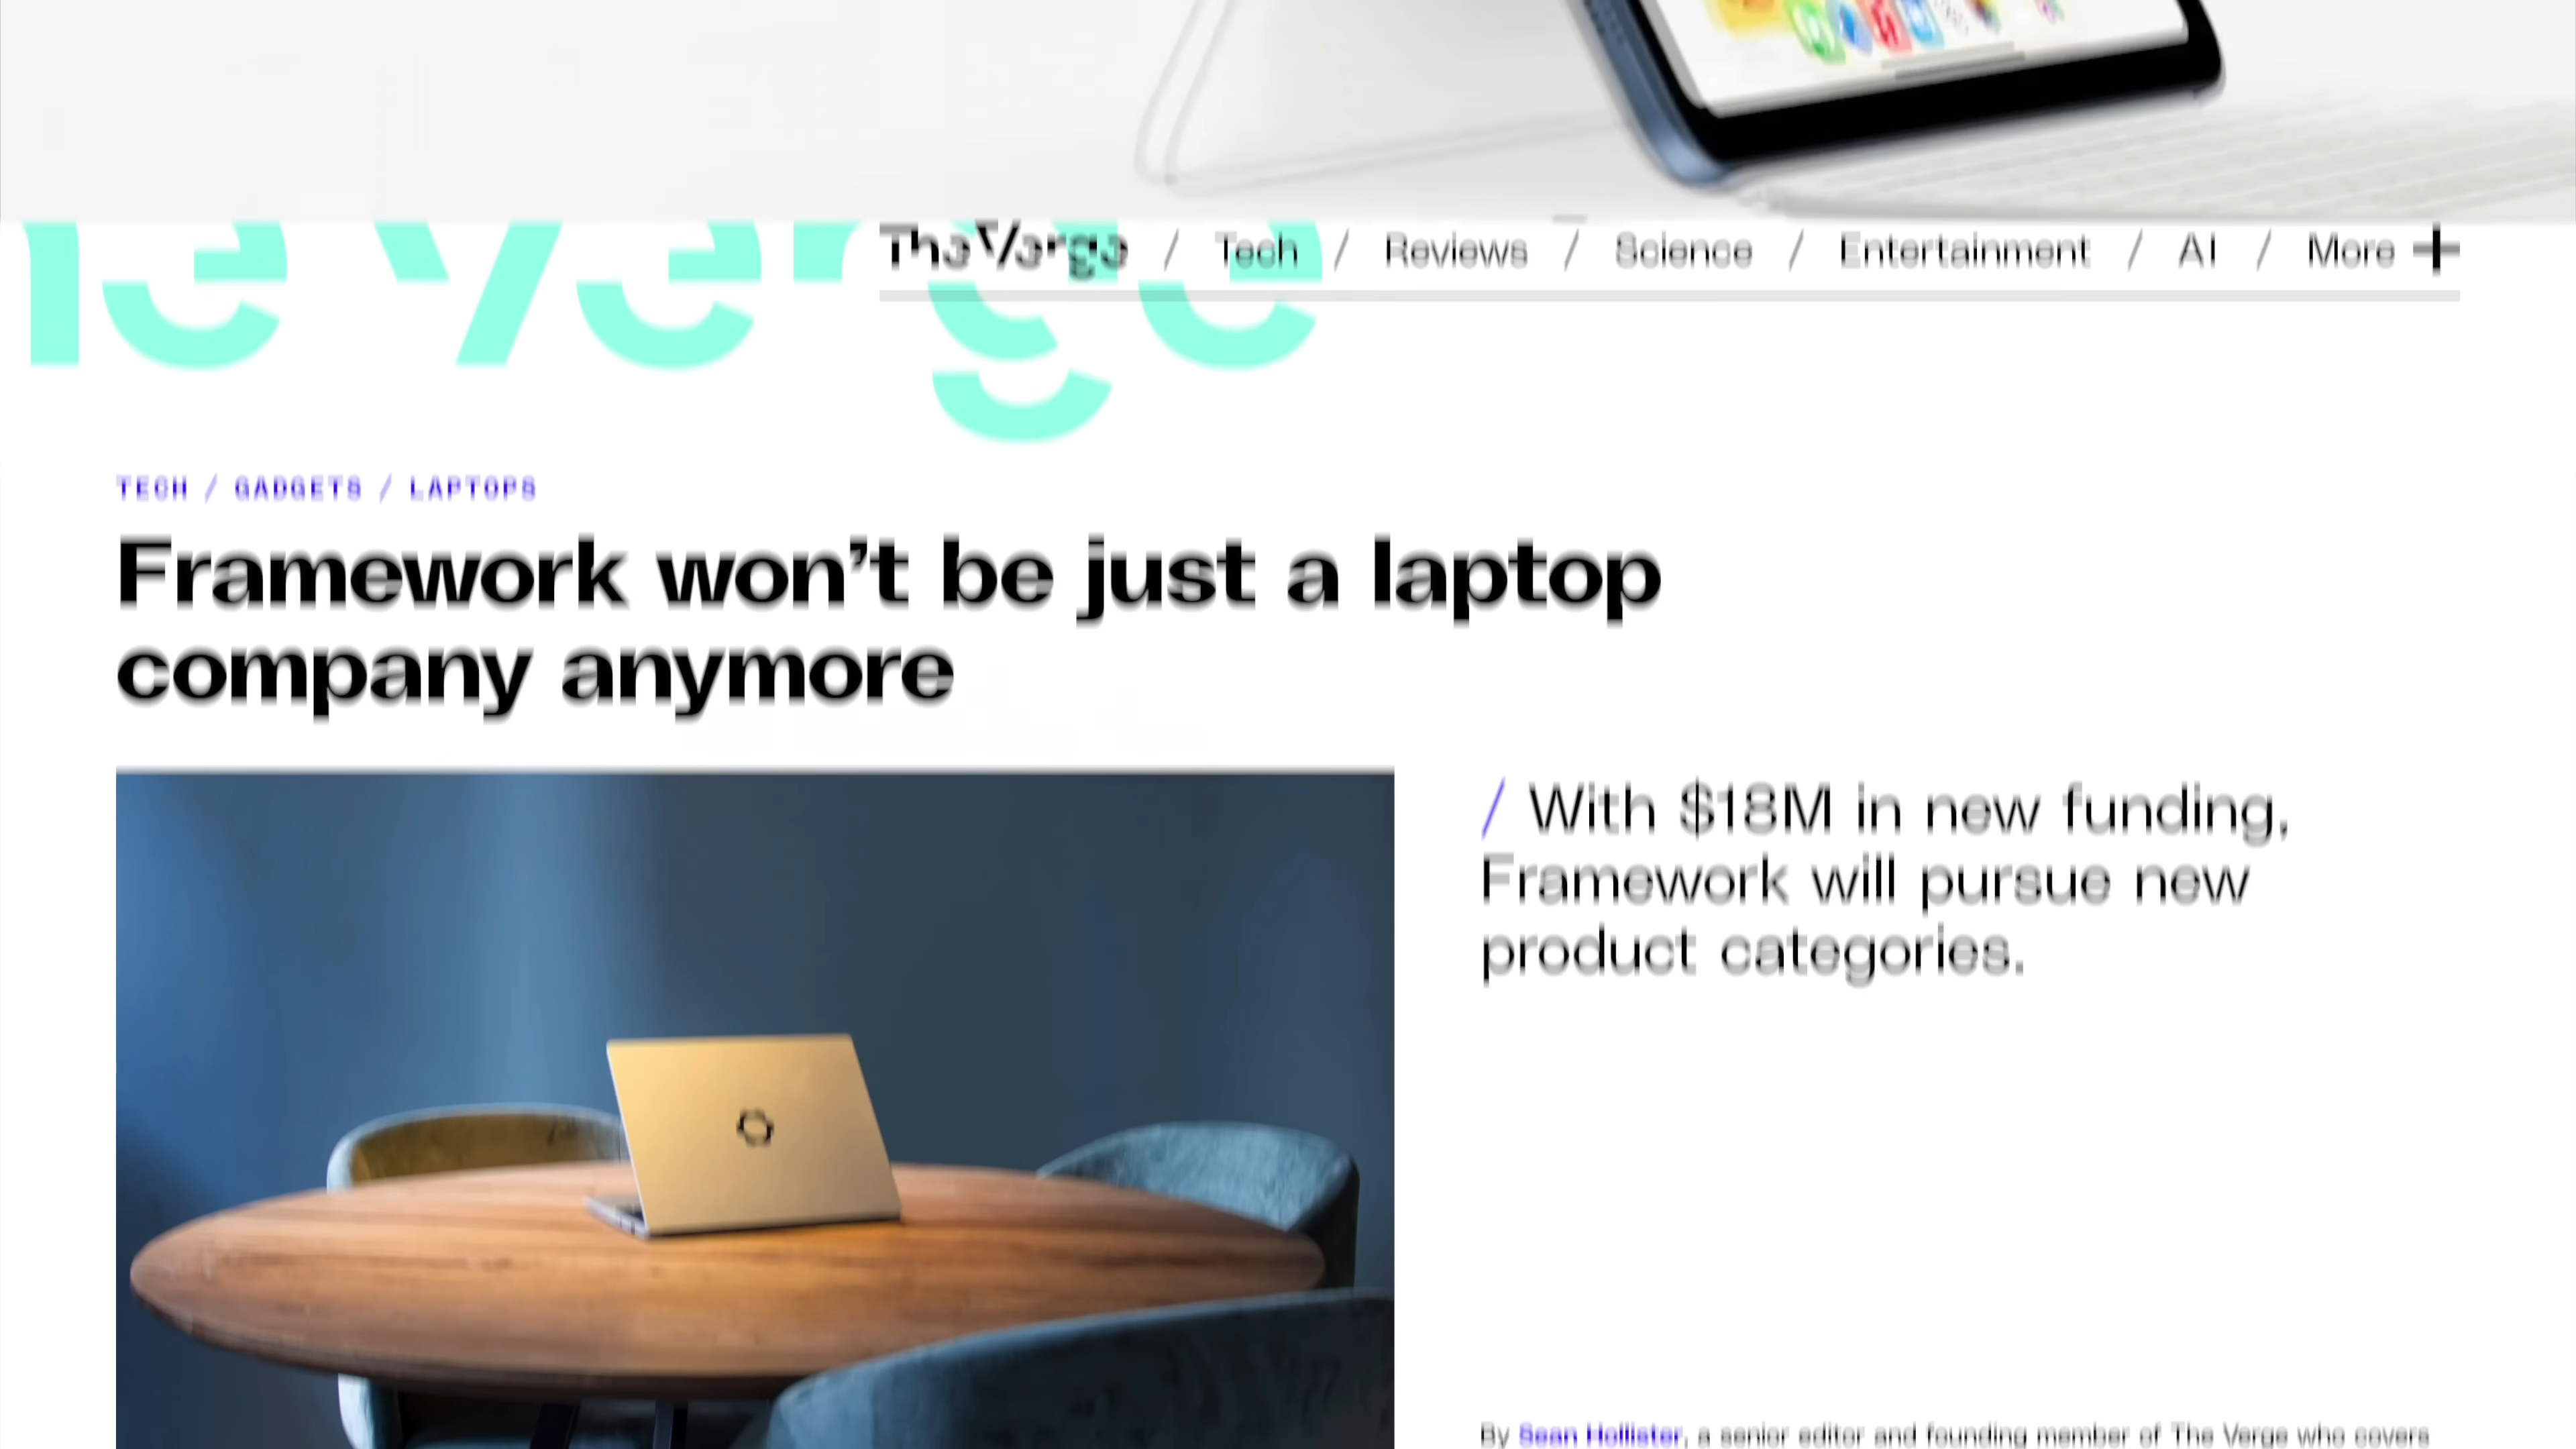 The Verge
The Verge / Tech / Reviews / Science / Entertainment / AI / More +
TECH / GADGETS / LAPTOPS
Framework won’t be just a laptop
company anymore
/ With $18M in new funding,
Framework will pursue new
product categories.
By Sean Hollister, a senior editor and founding member of The Verge who covers